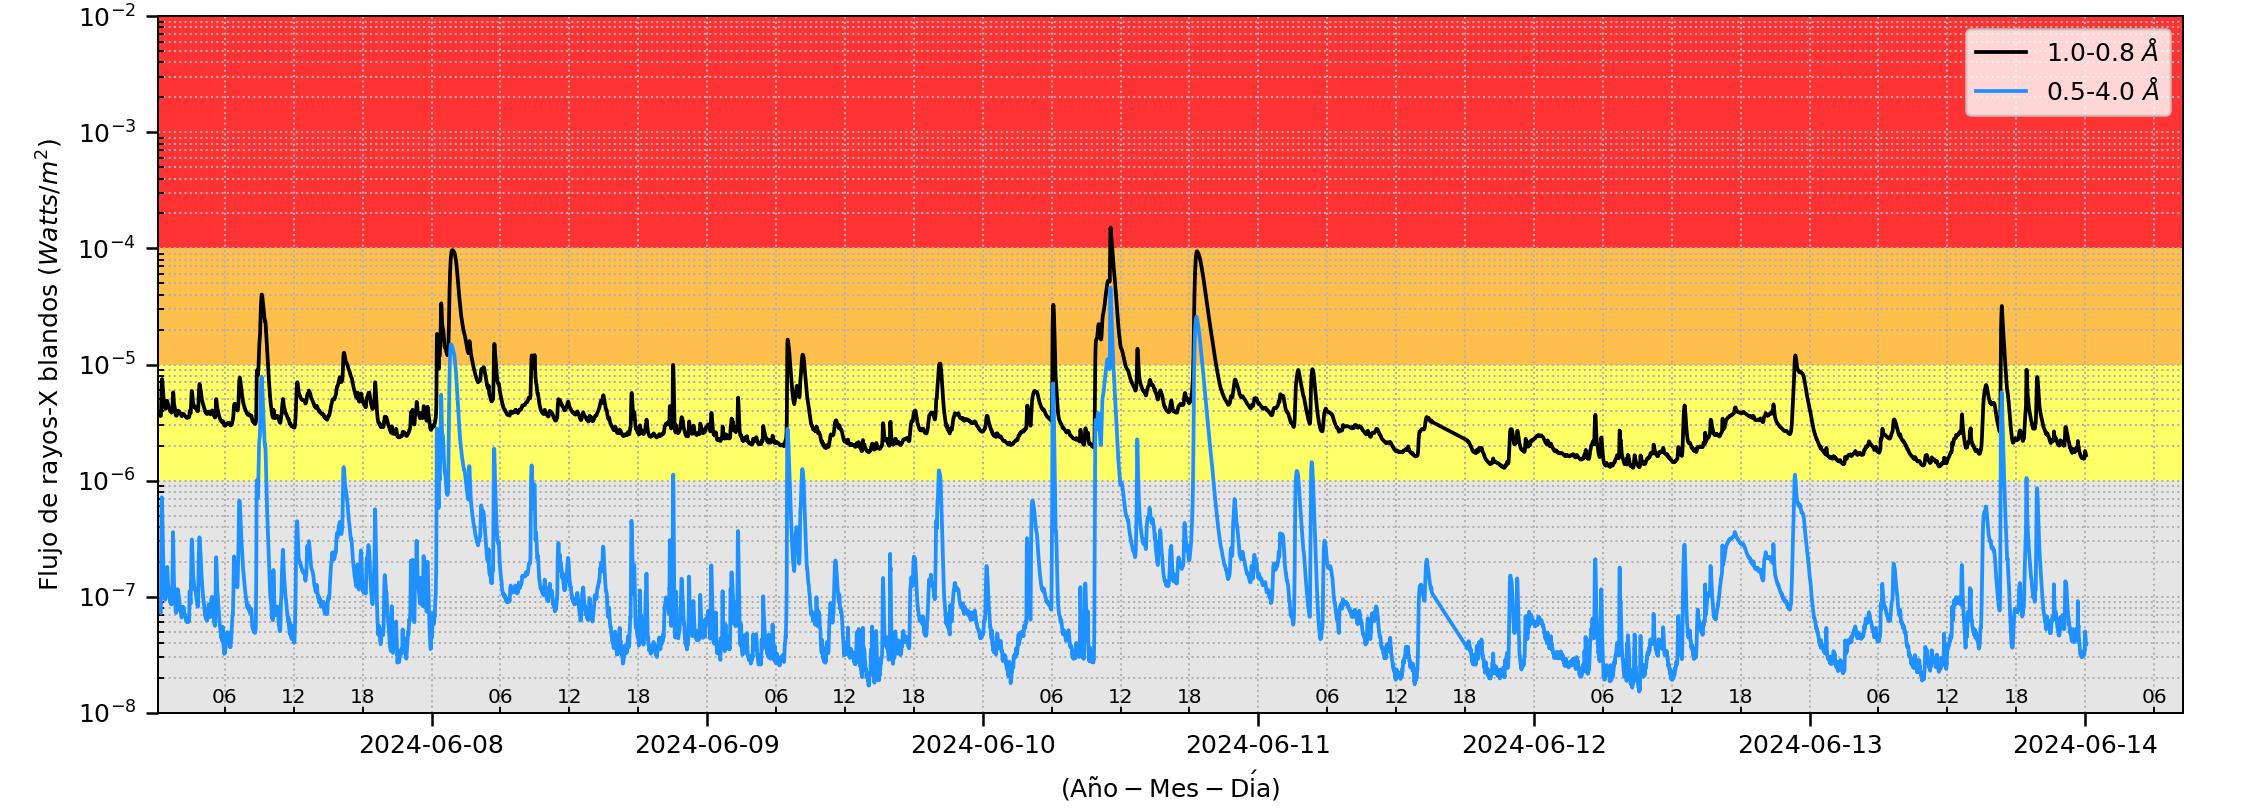 10⁻²
10⁻³
10⁻⁴
10⁻⁵
10⁻⁶
10⁻⁷
10⁻⁸
Flujo de rayos-X blandos (Watts/m²)
1.0-0.8 Å
0.5-4.0 Å
06 12 18 06 12 18 06 12 18 06 12 18 06 12 18 06 12 18 06 12 18 06
2024-06-08 2024-06-09 2024-06-10 2024-06-11 2024-06-12 2024-06-13 2024-06-14
(Año − Mes − Día)